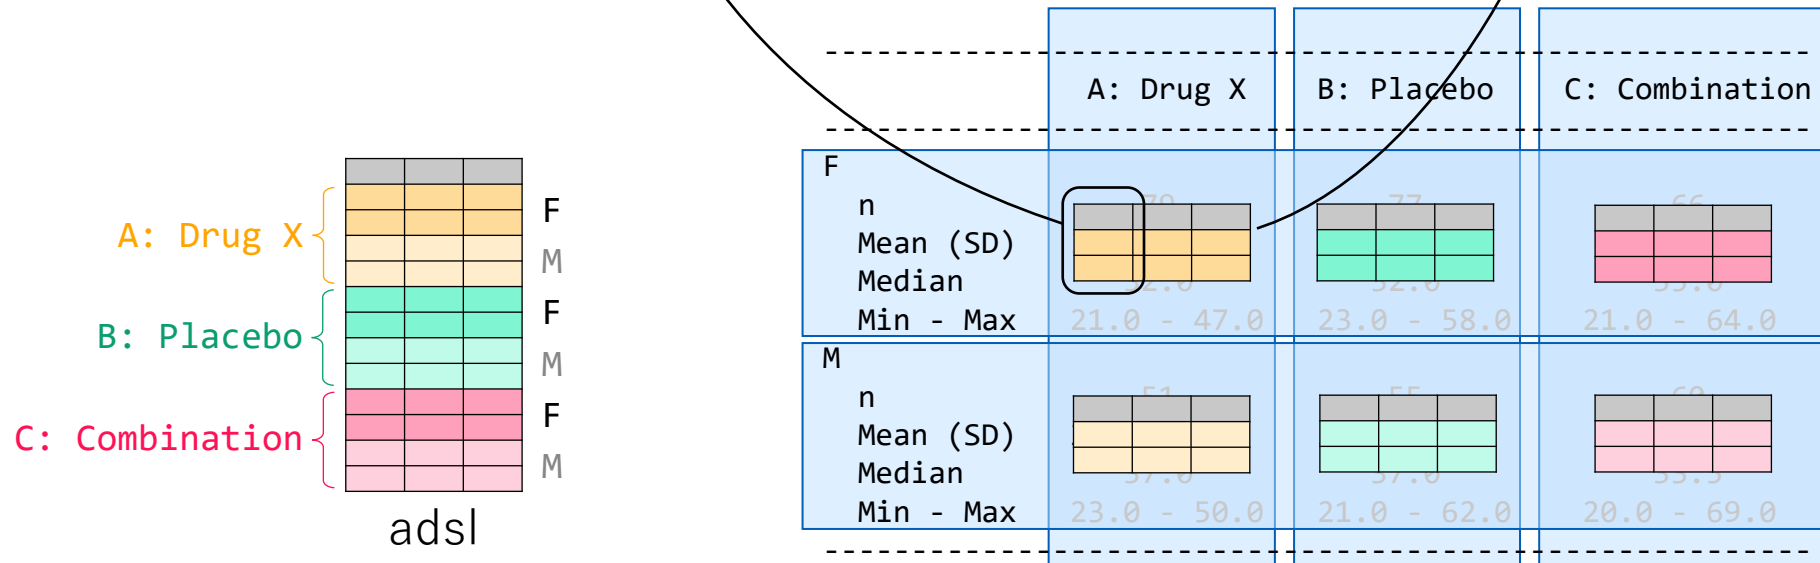 A: Drug X
B: Placebo
C: Combination
F
M
F
M
F
M
adsl
A: Drug X B: Placebo C: Combination
F
n
Mean (SD)
Median
Min - Max 21.0 - 47.0 23.0 - 58.0 21.0 - 64.0
M
n
Mean (SD)
Median
Min - Max 23.0 - 50.0 21.0 - 62.0 20.0 - 69.0